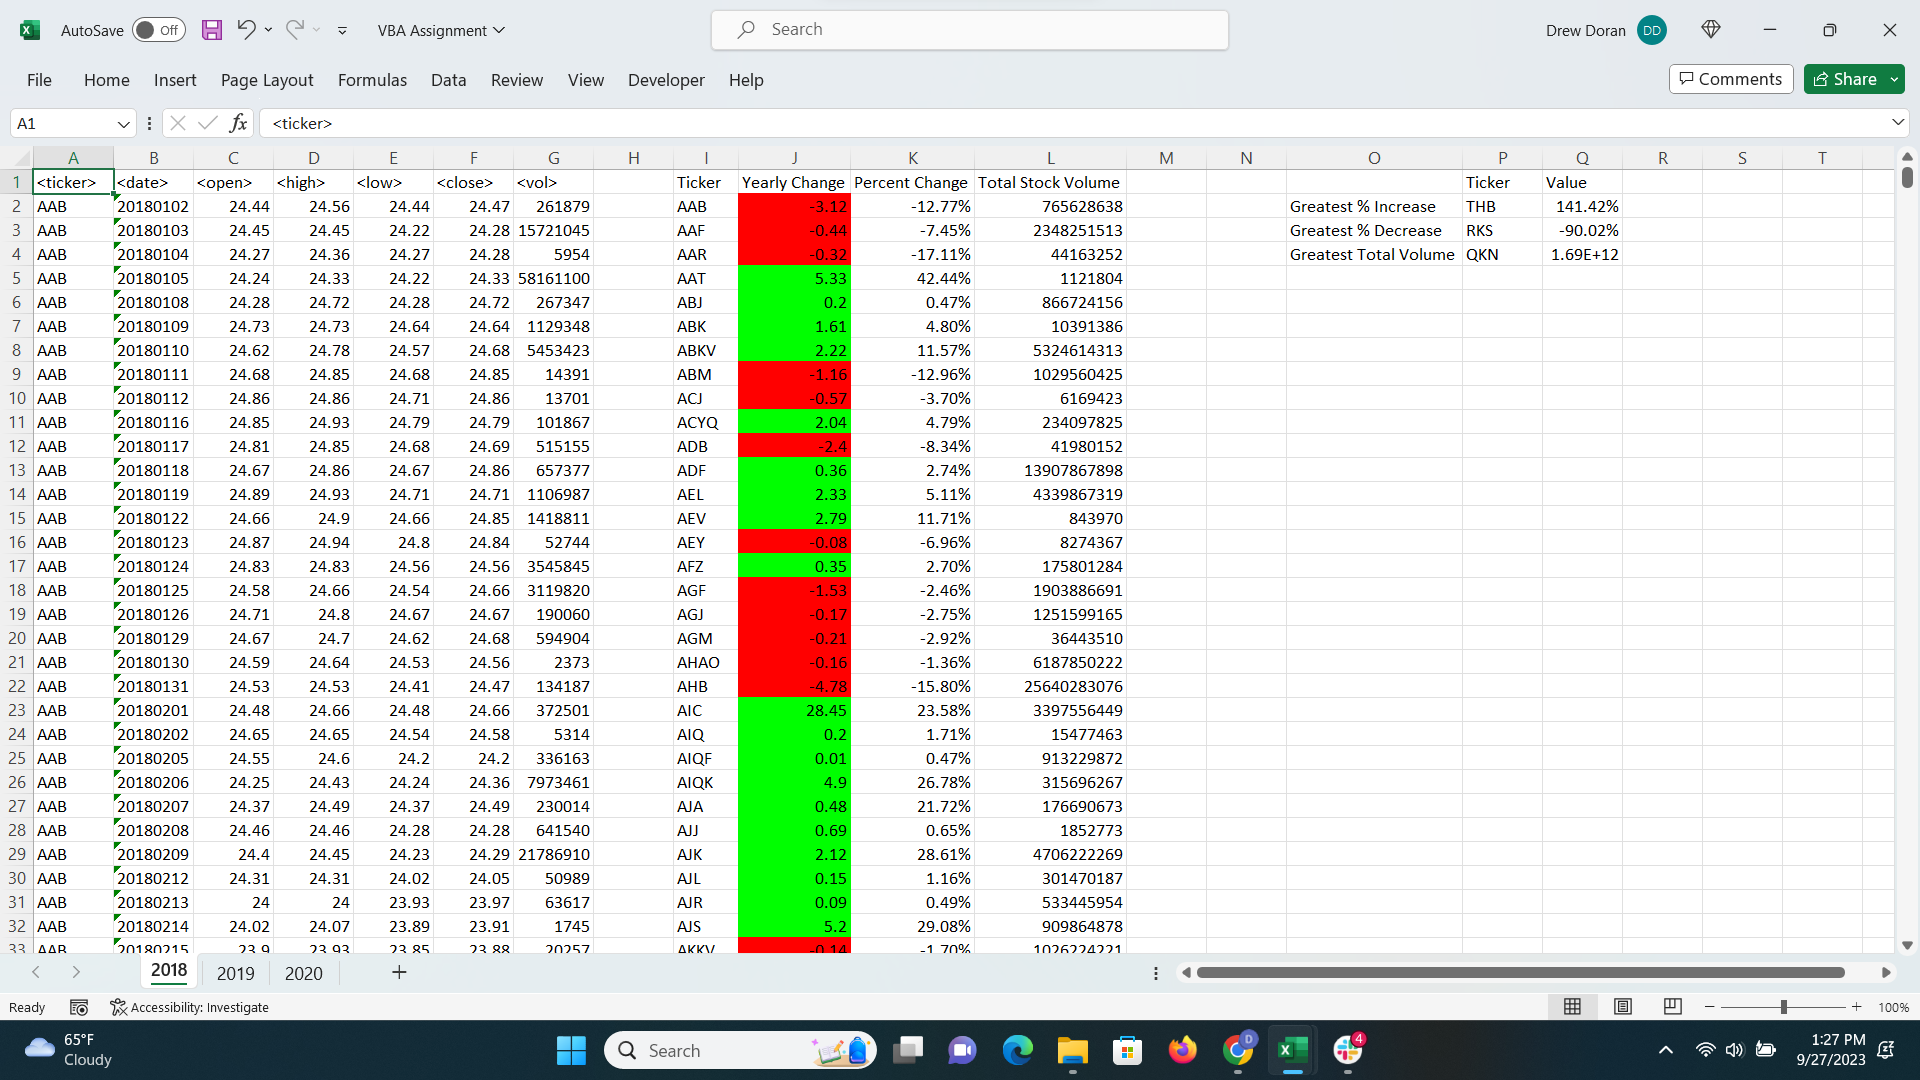 AutoSave Off VBA Assignment Search Drew Doran DD
File Home Insert Page Layout Formulas Data Review View Developer Help Comments Share
A1 fx <ticker>
A B C D E F G H I J K L M N O P Q R S T
1 <ticker> <date> <open> <high> <low> <close> <vol> Ticker Yearly Change Percent Change Total Stock Volume Ticker Value
2 AAB 20180102 24.44 24.56 24.44 24.47 261879 AAB -3.12 -12.77% 765628638 Greatest % Increase THB 141.42%
3 AAB 20180103 24.45 24.45 24.22 24.28 15721045 AAF -0.44 -7.45% 2348251513 Greatest % Decrease RKS -90.02%
4 AAB 20180104 24.27 24.36 24.27 24.28 5954 AAR -0.32 -17.11% 44163252 Greatest Total Volume QKN 1.69E+12
5 AAB 20180105 24.24 24.33 24.22 24.33 58161100 AAT 5.33 42.44% 1121804
6 AAB 20180108 24.28 24.72 24.28 24.72 267347 ABJ 0.2 0.47% 866724156
7 AAB 20180109 24.73 24.73 24.64 24.64 1129348 ABK 1.61 4.80% 10391386
8 AAB 20180110 24.62 24.78 24.57 24.68 5453423 ABKV 2.22 11.57% 5324614313
9 AAB 20180111 24.68 24.85 24.68 24.85 14391 ABM -1.16 -12.96% 1029560425
10 AAB 20180112 24.86 24.86 24.71 24.86 13701 ACJ -0.57 -3.70% 6169423
11 AAB 20180116 24.85 24.93 24.79 24.79 101867 ACYQ 2.04 4.79% 234097825
12 AAB 20180117 24.81 24.85 24.68 24.69 515155 ADB -2.4 -8.34% 41980152
13 AAB 20180118 24.67 24.86 24.67 24.86 657377 ADF 0.36 2.74% 13907867898
14 AAB 20180119 24.89 24.93 24.71 24.71 1106987 AEL 2.33 5.11% 4339867319
15 AAB 20180122 24.66 24.9 24.66 24.85 1418811 AEV 2.79 11.71% 843970
16 AAB 20180123 24.87 24.94 24.8 24.84 52744 AEY -0.08 -6.96% 8274367
17 AAB 20180124 24.83 24.83 24.56 24.56 3545845 AFZ 0.35 2.70% 175801284
18 AAB 20180125 24.58 24.66 24.54 24.66 3119820 AGF -1.53 -2.46% 1903886691
19 AAB 20180126 24.71 24.8 24.67 24.67 190060 AGJ -0.17 -2.75% 1251599165
20 AAB 20180129 24.67 24.7 24.62 24.68 594904 AGM -0.21 -2.92% 36443510
21 AAB 20180130 24.59 24.64 24.53 24.56 2373 AHAO -0.16 -1.36% 6187850222
22 AAB 20180131 24.53 24.53 24.41 24.47 134187 AHB -4.78 -15.80% 25640283076
23 AAB 20180201 24.48 24.66 24.48 24.66 372501 AIC 28.45 23.58% 3397556449
24 AAB 20180202 24.65 24.65 24.54 24.58 5314 AIQ 0.2 1.71% 15477463
25 AAB 20180205 24.55 24.6 24.2 24.2 336163 AIQF 0.01 0.47% 913229872
26 AAB 20180206 24.25 24.43 24.24 24.36 7973461 AIQK 4.9 26.78% 315696267
27 AAB 20180207 24.37 24.49 24.37 24.49 230014 AJA 0.48 21.72% 176690673
28 AAB 20180208 24.46 24.46 24.28 24.28 641540 AJJ 0.69 0.65% 1852773
29 AAB 20180209 24.4 24.45 24.23 24.29 21786910 AJK 2.12 28.61% 4706222269
30 AAB 20180212 24.31 24.31 24.02 24.05 50989 AJL 0.15 1.16% 301470187
31 AAB 20180213 24 24 23.93 23.97 63617 AJR 0.09 0.49% 533445954
32 AAB 20180214 24.02 24.07 23.89 23.91 1745 AJS 5.2 29.08% 909864878
33 AAB 20180215 23.9 23.93 23.85 23.88 20257 AKKV -0.14 -1.70% 1026224221
2018 2019 2020
Ready Accessibility: Investigate 100%
65°F
Cloudy
Search
4
1:27 PM
9/27/2023